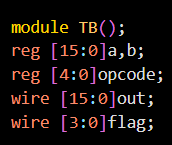 module TB();
reg [15:0]a,b;
reg [4:0]opcode;
wire [15:0]out;
wire [3:0]flag;